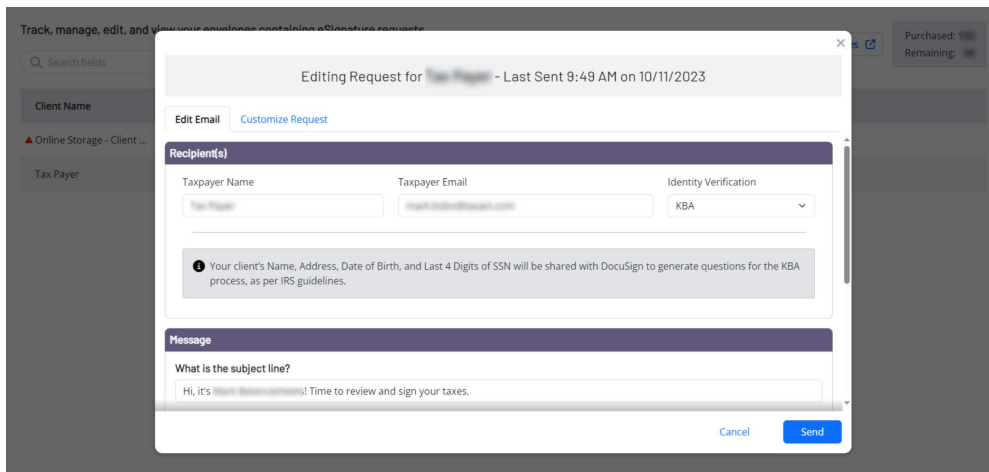 Track, manage, edit, and view your envelopes containing eSignature requests
Search fields
Purchased:
Remaining:
Client Name
Online Storage - Client ...
Tax Payer
Editing Request for - Last Sent 9:49 AM on 10/11/2023
Edit Email Customize Request
Recipient(s)
Taxpayer Name Taxpayer Email Identity Verification
KBA
Your client's Name, Address, Date of Birth, and Last 4 Digits of SSN will be shared with DocuSign to generate questions for the KBA
process, as per IRS guidelines.
Message
What is the subject line?
Hi, it's ! Time to review and sign your taxes.
Cancel Send